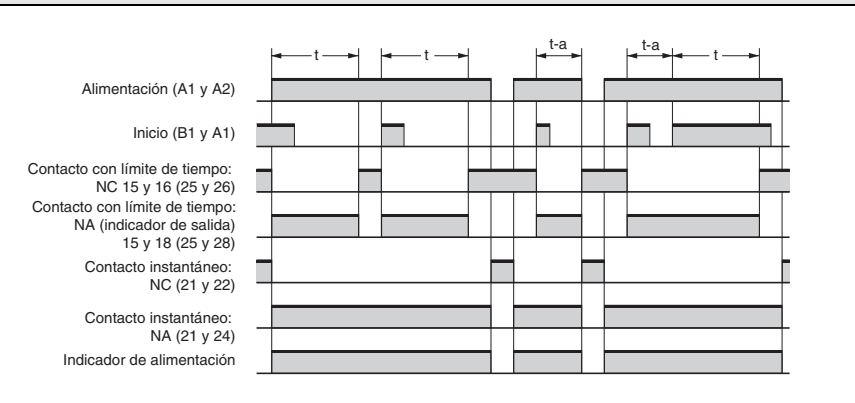 t
t
t-a
t-a
t
Alimentación (A1 y A2)
Inicio (B1 y A1)
Contacto con límite de tiempo:
NC 15 y 16 (25 y 26)
Contacto con límite de tiempo:
NA (indicador de salida)
15 y 18 (25 y 28)
Contacto instantáneo:
NC (21 y 22)
Contacto instantáneo:
NA (21 y 24)
Indicador de alimentación